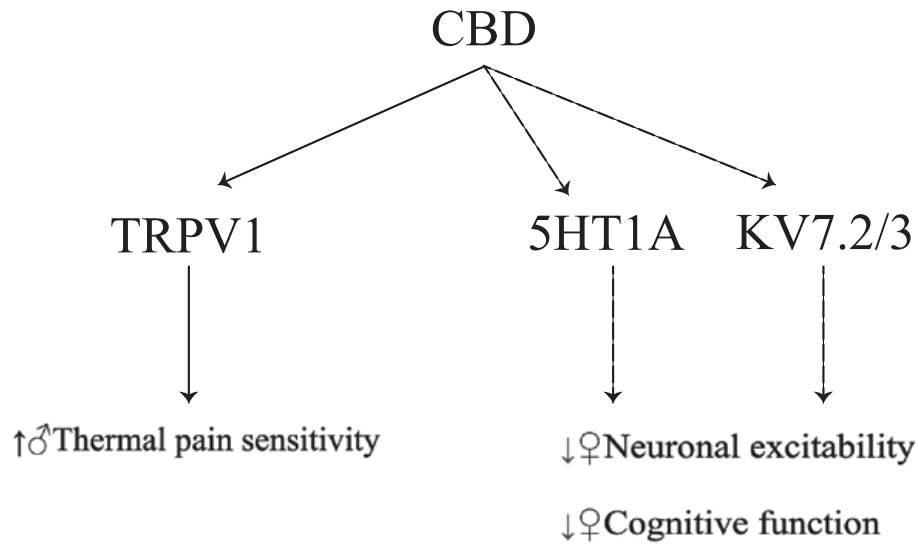 CBD
TRPV1
5HT1A
KV7.2/3
↑♂Thermal pain sensitivity
↓♀Neuronal excitability
↓♀Cognitive function